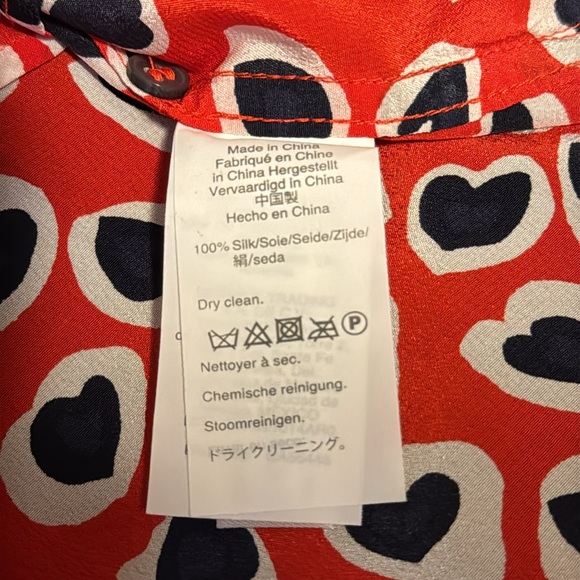 Made in China
Fabriqué en Chine
in China Hergestellt
Vervaardigd in China
中国製
Hecho en China
100% Silk/Soie/Seide/Zijde/
絹/seda
Dry clean.
P
Nettoyer à sec.
Chemische reinigung.
Stoomreinigen.
ドライクリーニング。